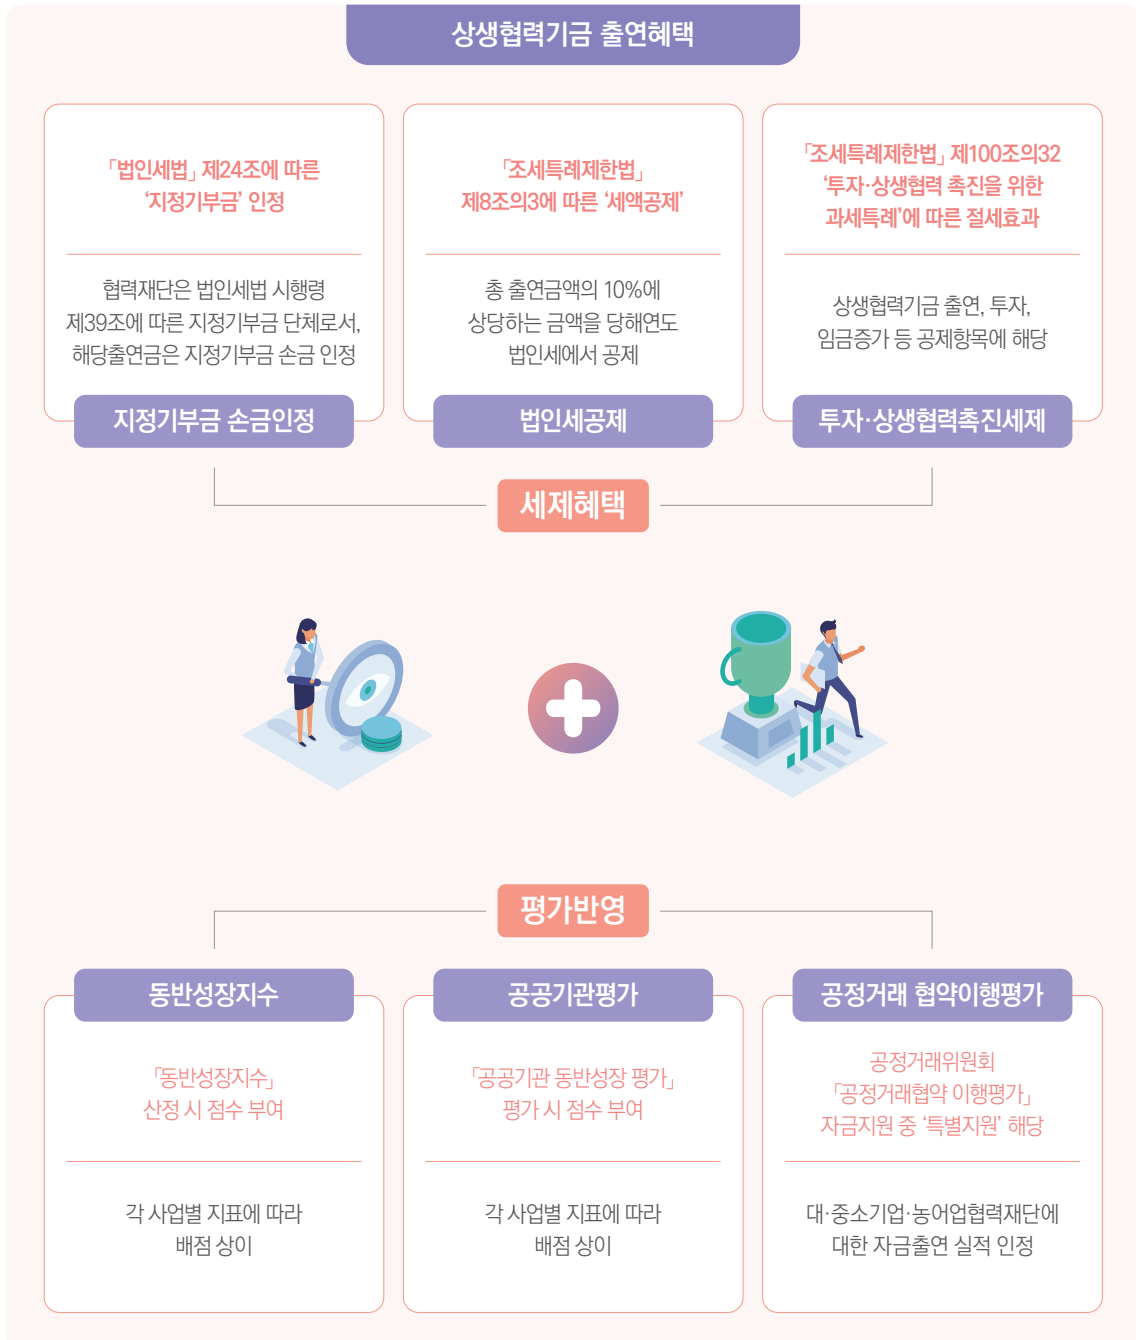 상생협력기금 출연혜택
「법인세법」 제24조에 따른
‘지정기부금’ 인정
협력재단은 법인세법 시행령
제39조에 따른 지정기부금 단체로서,
해당출연금은 지정기부금 손금 인정
지정기부금 손금인정
「조세특례제한법」
제8조의3에 따른 ‘세액공제’
총 출연금액의 10%에
상당하는 금액을 당해연도
법인세에서 공제
법인세공제
「조세특례제한법」 제100조의32
‘투자·상생협력 촉진을 위한
과세특례’에 따른 절세효과
상생협력기금 출연, 투자,
임금증가 등 공제항목에 해당
투자·상생협력촉진세제
세제혜택
평가반영
동반성장지수
「동반성장지수」
산정 시 점수 부여
각 사업별 지표에 따라
배점 상이
공공기관평가
「공공기관 동반성장 평가」
평가 시 점수 부여
각 사업별 지표에 따라
배점 상이
공정거래 협약이행평가
공정거래위원회
「공정거래협약 이행평가」
자금지원 중 ‘특별지원’ 해당
대·중소기업·농어업협력재단에
대한 자금출연 실적 인정